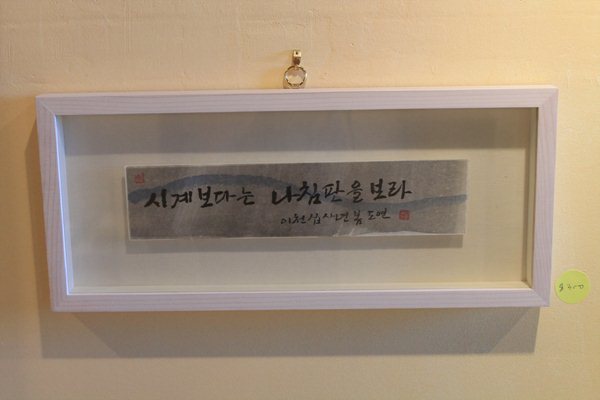 시계보다는 나침판을 보라
이천십사년 봄 도연